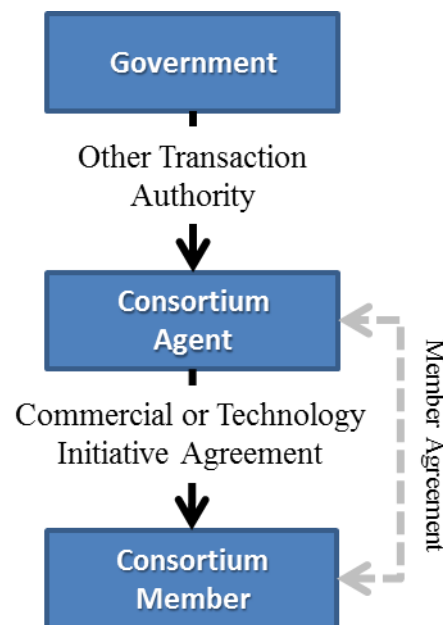 Government
Other Transaction
Authority
Consortium
Agent
Commercial or Technology
Initiative Agreement
Member Agreement
Consortium
Member